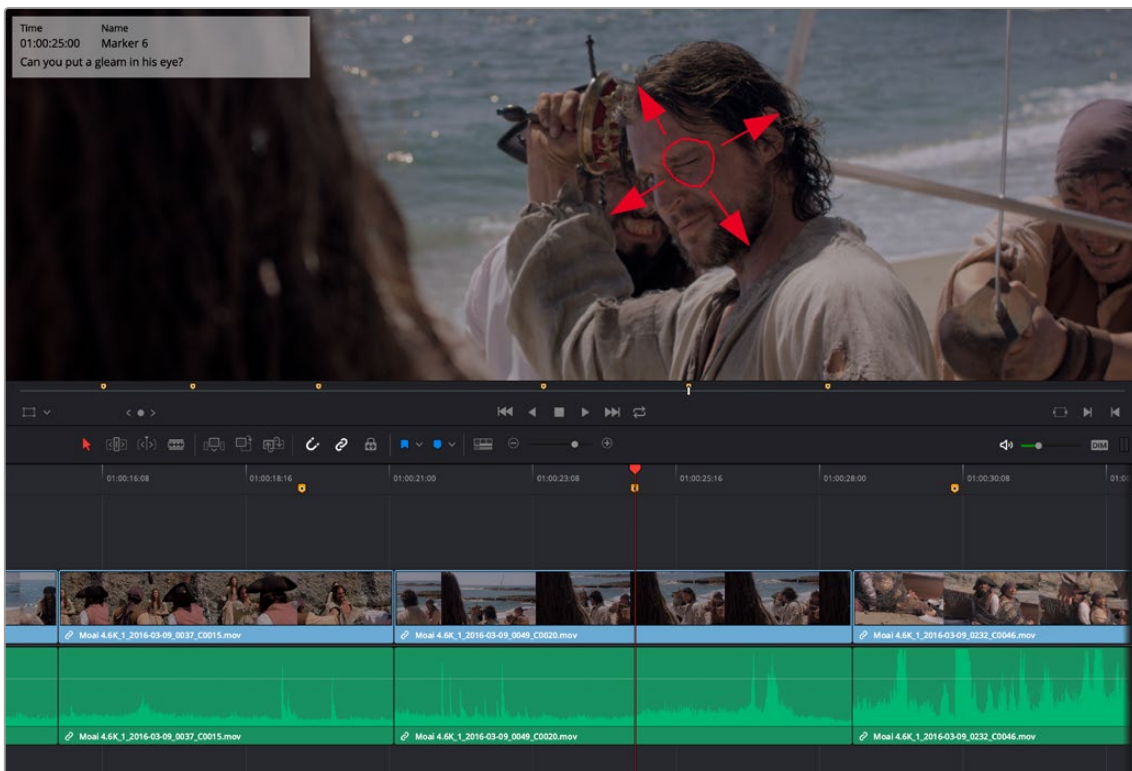 Time Name
01:00:25:00 Marker 6
Can you put a gleam in his eye?
DIM
01:00:16:08 01:00:18:16 01:00:21:00 01:00:23:08 01:00:25:16 01:00:28:00 01:00:30:08 01:00
Moai 4.6K_1_2016-03-09_0037_C0015.mov Moai 4.6K_1_2016-03-09_0049_C0020.mov Moai 4.6K_1_2016-03-09_0232_C0046.mov
Moai 4.6K_1_2016-03-09_0037_C0015.mov Moai 4.6K_1_2016-03-09_0049_C0020.mov Moai 4.6K_1_2016-03-09_0232_C0046.mov